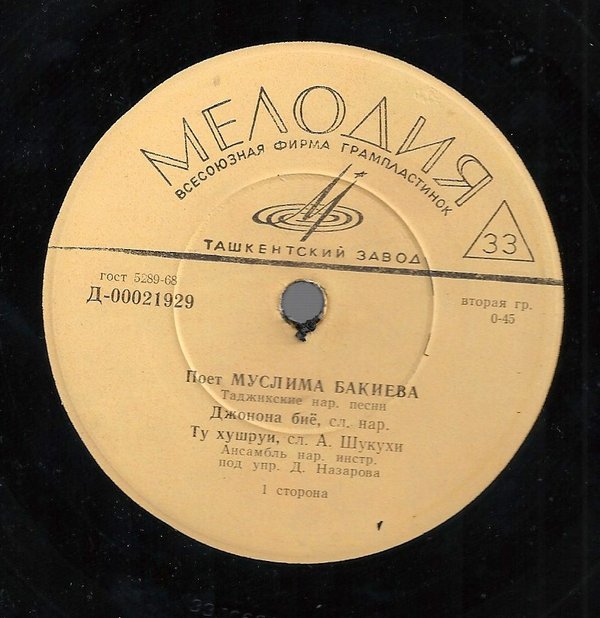 МЕЛОДИЯ
ВСЕСОЮЗНАЯ ФИРМА ГРАМПЛАСТИНОК
ТАШКЕНТСКИЙ ЗАВОД
33
гост 5289-68
Д-00021929
вторая гр.
0-45
Поет МУСЛИМА БАКИЕВА
Таджикские нар. песни
Джонона биё, сл. нар.
Ту хушруи, сл. А. Шукухи
Ансамбль нар. инстр.
под упр. Д. Назарова
1 сторона